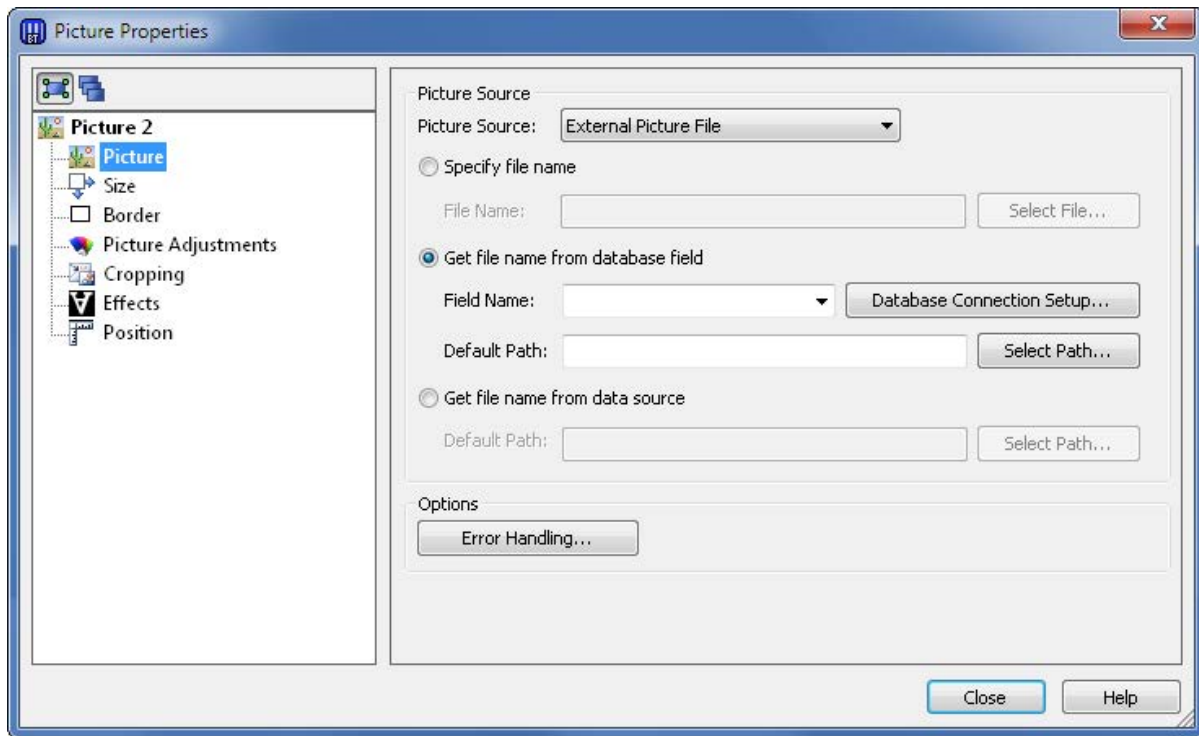 Picture Properties
Picture 2
Picture
Size
Border
Picture Adjustments
Cropping
Effects
Position
Picture Source
Picture Source: External Picture File
Specify file name
File Name: Select File...
Get file name from database field
Field Name: Database Connection Setup...
Default Path: Select Path...
Get file name from data source
Default Path: Select Path...
Options
Error Handling...
Close Help